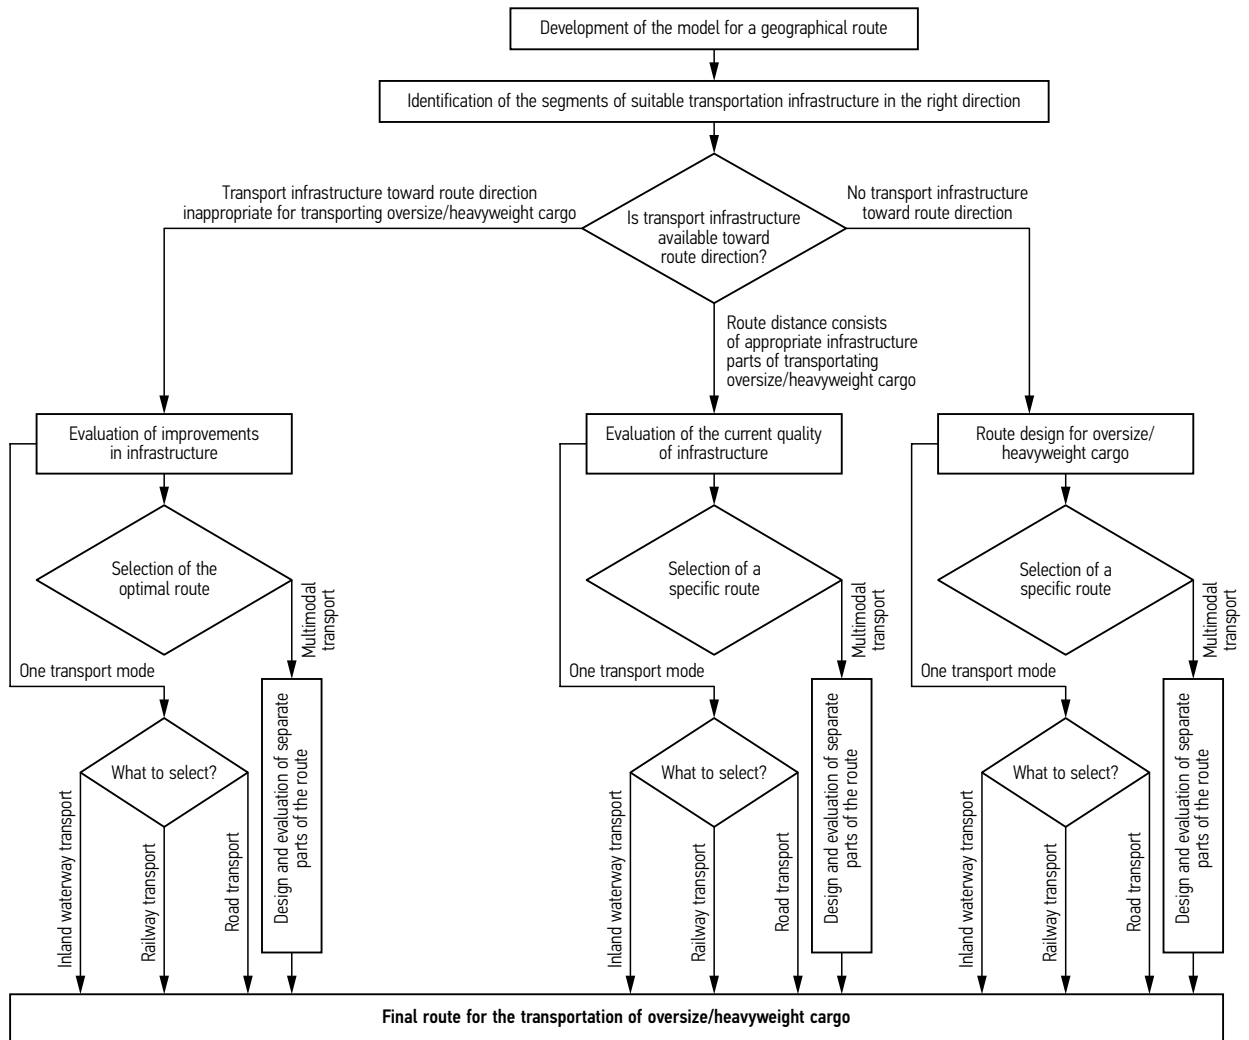 Development of the model for a geographical route
Identification of the segments of suitable transportation infrastructure in the right direction
Transport infrastructure toward route direction
inappropriate for transporting oversize/heavyweight cargo
Is transport infrastructure
available toward
route direction?
No transport infrastructure
toward route direction
Route distance consists
of appropriate infrastructure
parts of transportating
oversize/heavyweight cargo
Evaluation of improvements
in infrastructure
Selection of the
optimal route
Multimodal
transport
One transport mode
What to select?
Inland waterway transport
Railway transport
Road transport
Design and evaluation of separate
parts of the route
Evaluation of the current quality
of infrastructure
Selection of a
specific route
Multimodal
transport
One transport mode
What to select?
Inland waterway transport
Railway transport
Road transport
Design and evaluation of separate
parts of the route
Route design for oversize/
heavyweight cargo
Selection of a
specific route
Multimodal
transport
One transport mode
What to select?
Inland waterway transport
Railway transport
Road transport
Design and evaluation of separate
parts of the route
Final route for the transportation of oversize/heavyweight cargo